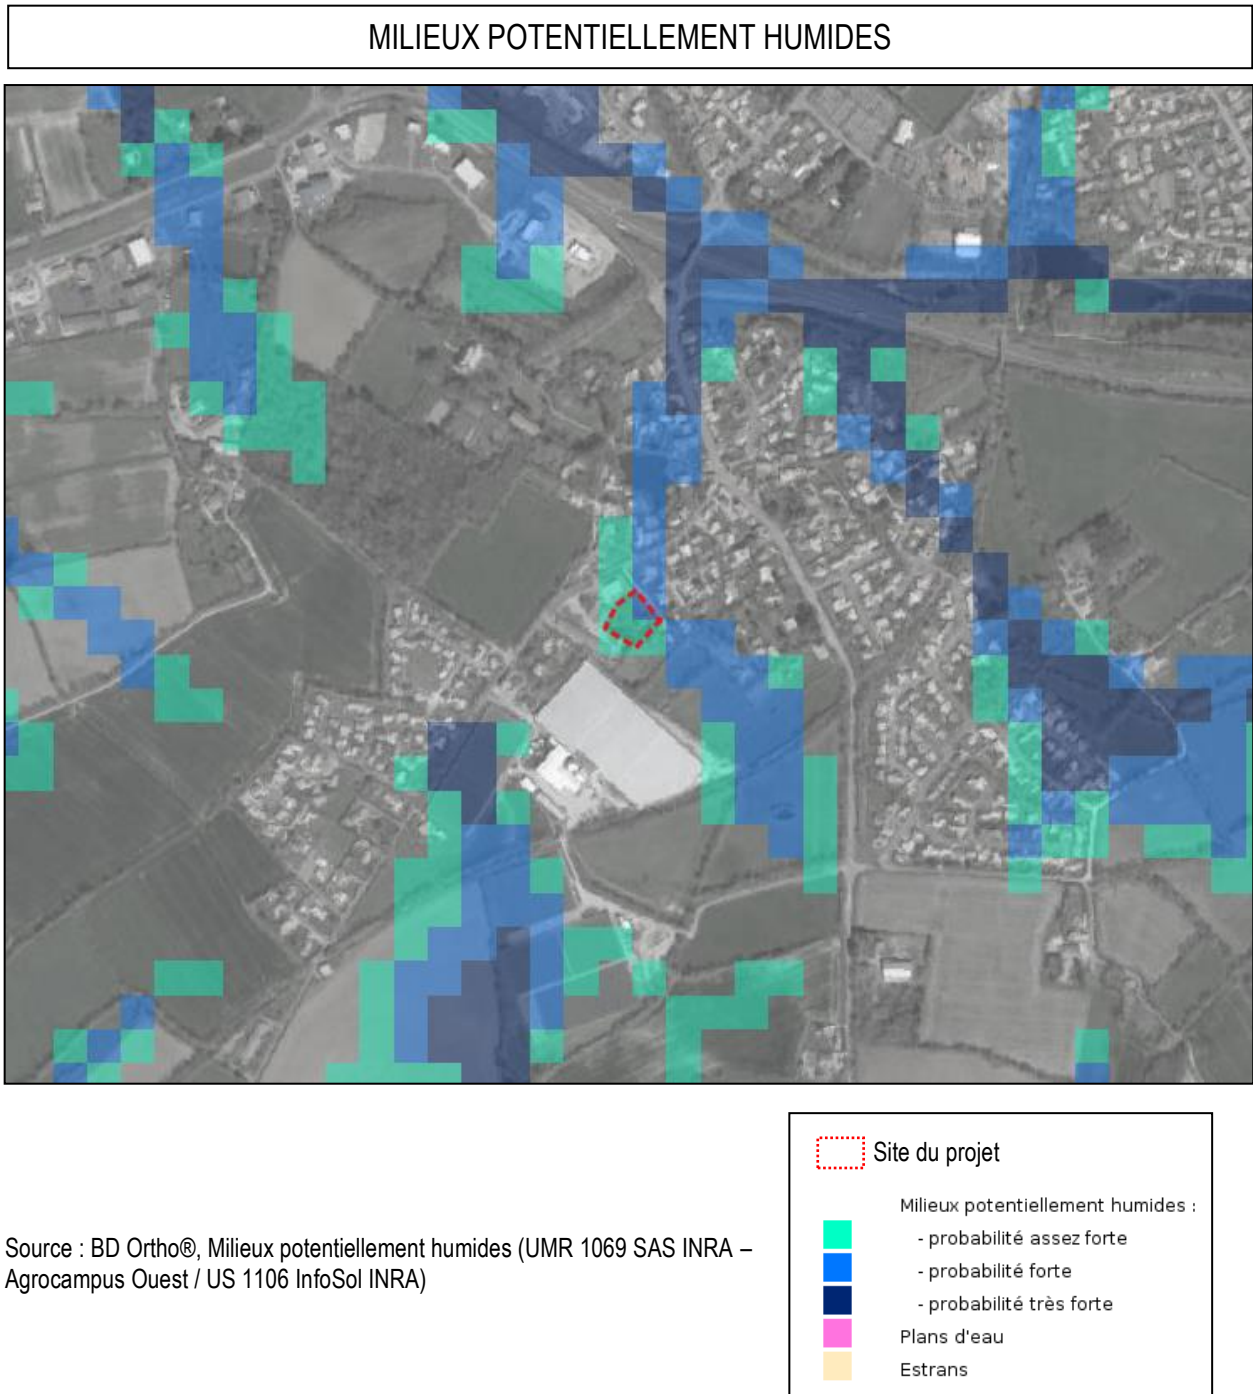 MILIEUX POTENTIELLEMENT HUMIDES
Source : BD Ortho®, Milieux potentiellement humides (UMR 1069 SAS INRA –
Agrocampus Ouest / US 1106 InfoSol INRA)
Site du projet
Milieux potentiellement humides :
- probabilité assez forte
- probabilité forte
- probabilité très forte
Plans d'eau
Estrans